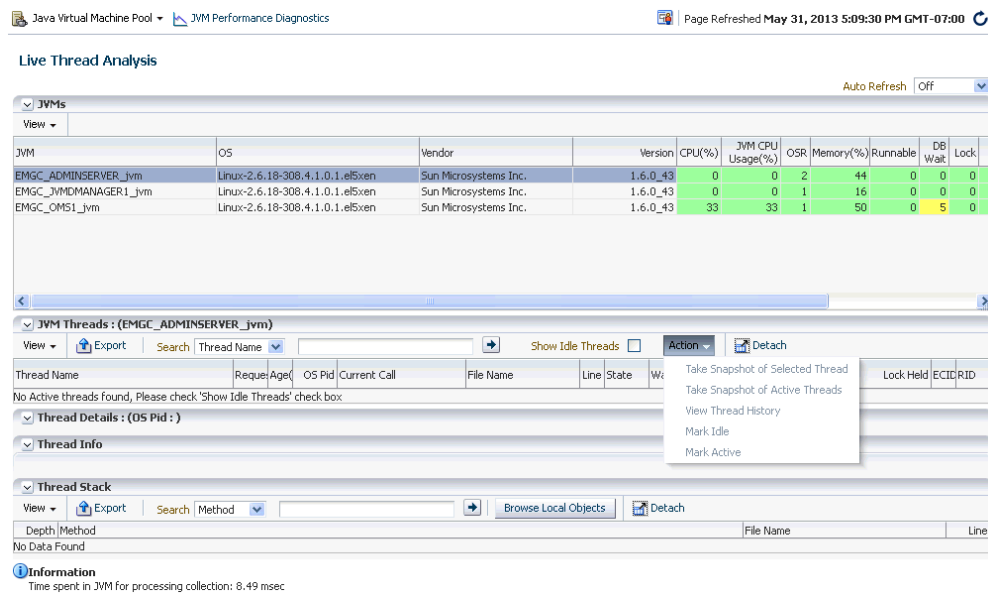 Java Virtual Machine Pool JVM Performance Diagnostics Page Refreshed May 31, 2013 5:09:30 PM GMT-07:00
Live Thread Analysis
Auto Refresh Off
JVMs
View
JVM OS Vendor Version CPU(%) JVM CPU Usage(%) OSR Memory(%) Runnable DB Wait Lock
EMGC_ADMINSERVER_jvm Linux-2.6.18-308.4.1.0.1.el5xen Sun Microsystems Inc. 1.6.0_43 0 0 2 44 0 0 0
EMGC_JVMDMANAGER1_jvm Linux-2.6.18-308.4.1.0.1.el5xen Sun Microsystems Inc. 1.6.0_43 0 0 1 16 0 0 0
EMGC_OMS1_jvm Linux-2.6.18-308.4.1.0.1.el5xen Sun Microsystems Inc. 1.6.0_43 33 33 1 50 0 5 0
JVM Threads : (EMGC_ADMINSERVER_jvm)
View Export Search Thread Name Show Idle Threads Action Detach
Thread Name Reque Age( OS Pid Current Call File Name Line State Wa Lock Held ECID RID
Take Snapshot of Selected Thread
Take Snapshot of Active Threads
View Thread History
Mark Idle
Mark Active
No Active threads found, Please check 'Show Idle Threads' check box
Thread Details : (OS Pid : )
Thread Info
Thread Stack
View Export Search Method Browse Local Objects Detach
Depth Method File Name Line
No Data Found
Information
Time spent in JVM for processing collection: 8.49 msec